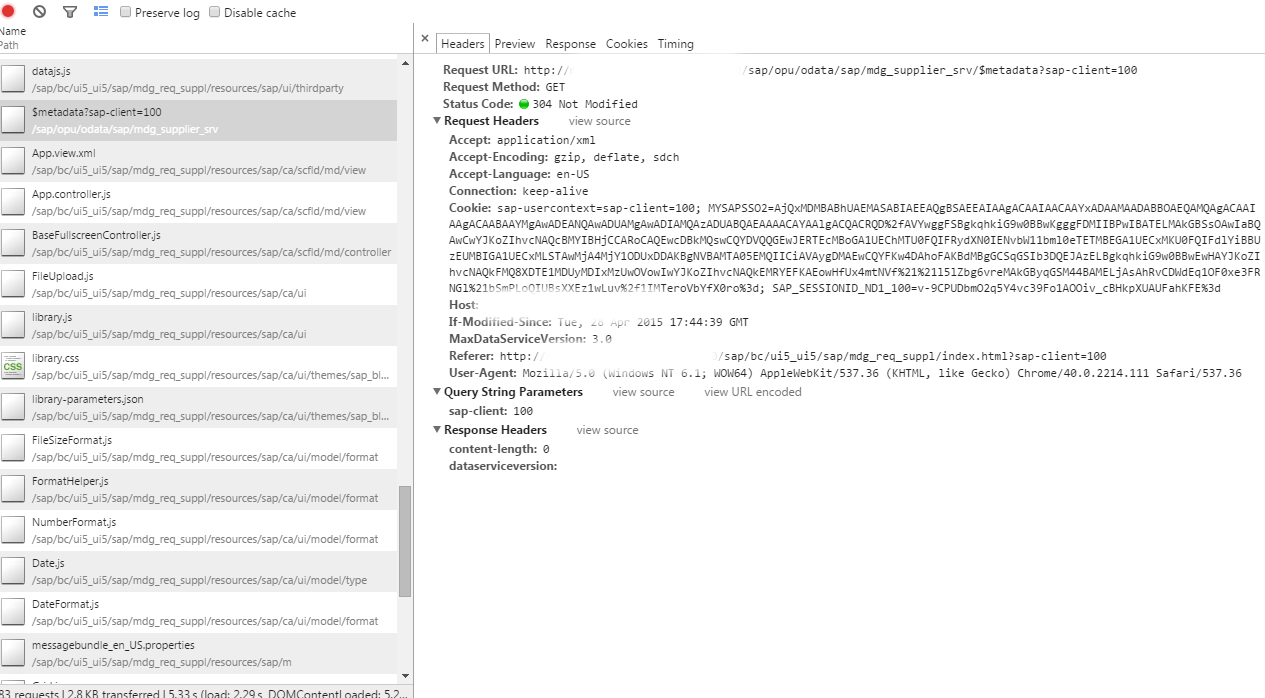 Preserve log Disable cache
Name
Path
datajs.js
/sap/bc/ui5_ui5/sap/mdg_req_suppl/resources/sap/ui/thirdparty
$metadata?sap-client=100
/sap/opu/odata/sap/mdg_supplier_srv
App.view.xml
/sap/bc/ui5_ui5/sap/mdg_req_suppl/resources/sap/ca/scfld/md/view
App.controller.js
/sap/bc/ui5_ui5/sap/mdg_req_suppl/resources/sap/ca/scfld/md/view
BaseFullscreenController.js
/sap/bc/ui5_ui5/sap/mdg_req_suppl/resources/sap/ca/scfld/md/controller
FileUpload.js
/sap/bc/ui5_ui5/sap/mdg_req_suppl/resources/sap/ca/ui
library.js
/sap/bc/ui5_ui5/sap/mdg_req_suppl/resources/sap/ca/ui
CSS
library.css
/sap/bc/ui5_ui5/sap/mdg_req_suppl/resources/sap/ca/ui/themes/sap_bl...
library-parameters.json
/sap/bc/ui5_ui5/sap/mdg_req_suppl/resources/sap/ca/ui/themes/sap_bl...
FileSizeFormat.js
/sap/bc/ui5_ui5/sap/mdg_req_suppl/resources/sap/ca/ui/model/format
FormatHelper.js
/sap/bc/ui5_ui5/sap/mdg_req_suppl/resources/sap/ca/ui/model/format
NumberFormat.js
/sap/bc/ui5_ui5/sap/mdg_req_suppl/resources/sap/ca/ui/model/format
Date.js
/sap/bc/ui5_ui5/sap/mdg_req_suppl/resources/sap/ca/ui/model/type
DateFormat.js
/sap/bc/ui5_ui5/sap/mdg_req_suppl/resources/sap/ca/ui/model/format
messagebundle_en_US.properties
/sap/bc/ui5_ui5/sap/mdg_req_suppl/resources/sap/m
83 requests | 2.8 KB transferred | 5.33 s (load: 2.29 s, DOMContentLoaded: 5.2...
× Headers Preview Response Cookies Timing
Request URL: http:// /sap/opu/odata/sap/mdg_supplier_srv/$metadata?sap-client=100
Request Method: GET
Status Code: 304 Not Modified
Request Headers view source
Accept: application/xml
Accept-Encoding: gzip, deflate, sdch
Accept-Language: en-US
Connection: keep-alive
Cookie: sap-usercontext=sap-client=100;
Host:
If-Modified-Since: Tue, 28 Apr 2015 17:44:39 GMT
MaxDataServiceVersion: 3.0
Referer: http:// /sap/bc/ui5_ui5/sap/mdg_req_suppl/index.html?sap-client=100
User-Agent: Mozilla/5.0 (Windows NT 6.1; WOW64) AppleWebKit/537.36 (KHTML, like Gecko) Chrome/40.0.2214.111 Safari/537.36
Query String Parameters view source view URL encoded
sap-client: 100
Response Headers view source
content-length: 0
dataserviceversion: